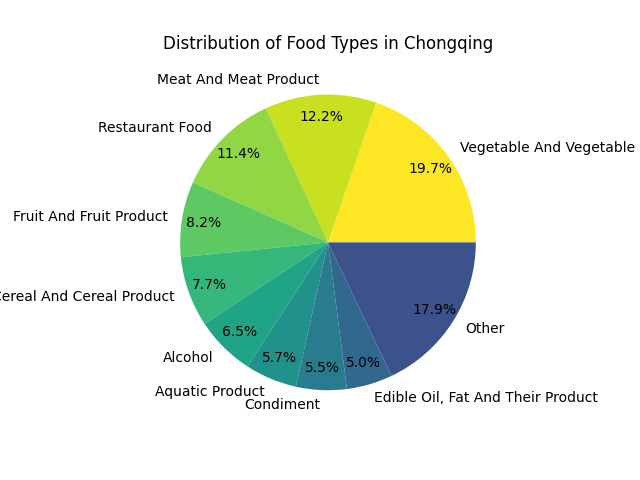 Distribution of Food Types in Chongqing
Meat And Meat Product
12.2%
Restaurant Food
11.4%
Vegetable And Vegetable
19.7%
Fruit And Fruit Product
8.2%
Cereal And Cereal Product
7.7%
17.9%
Other
Alcohol
6.5%
Aquatic Product
5.7%
Condiment
5.5%
5.0%
Edible Oil, Fat And Their Product